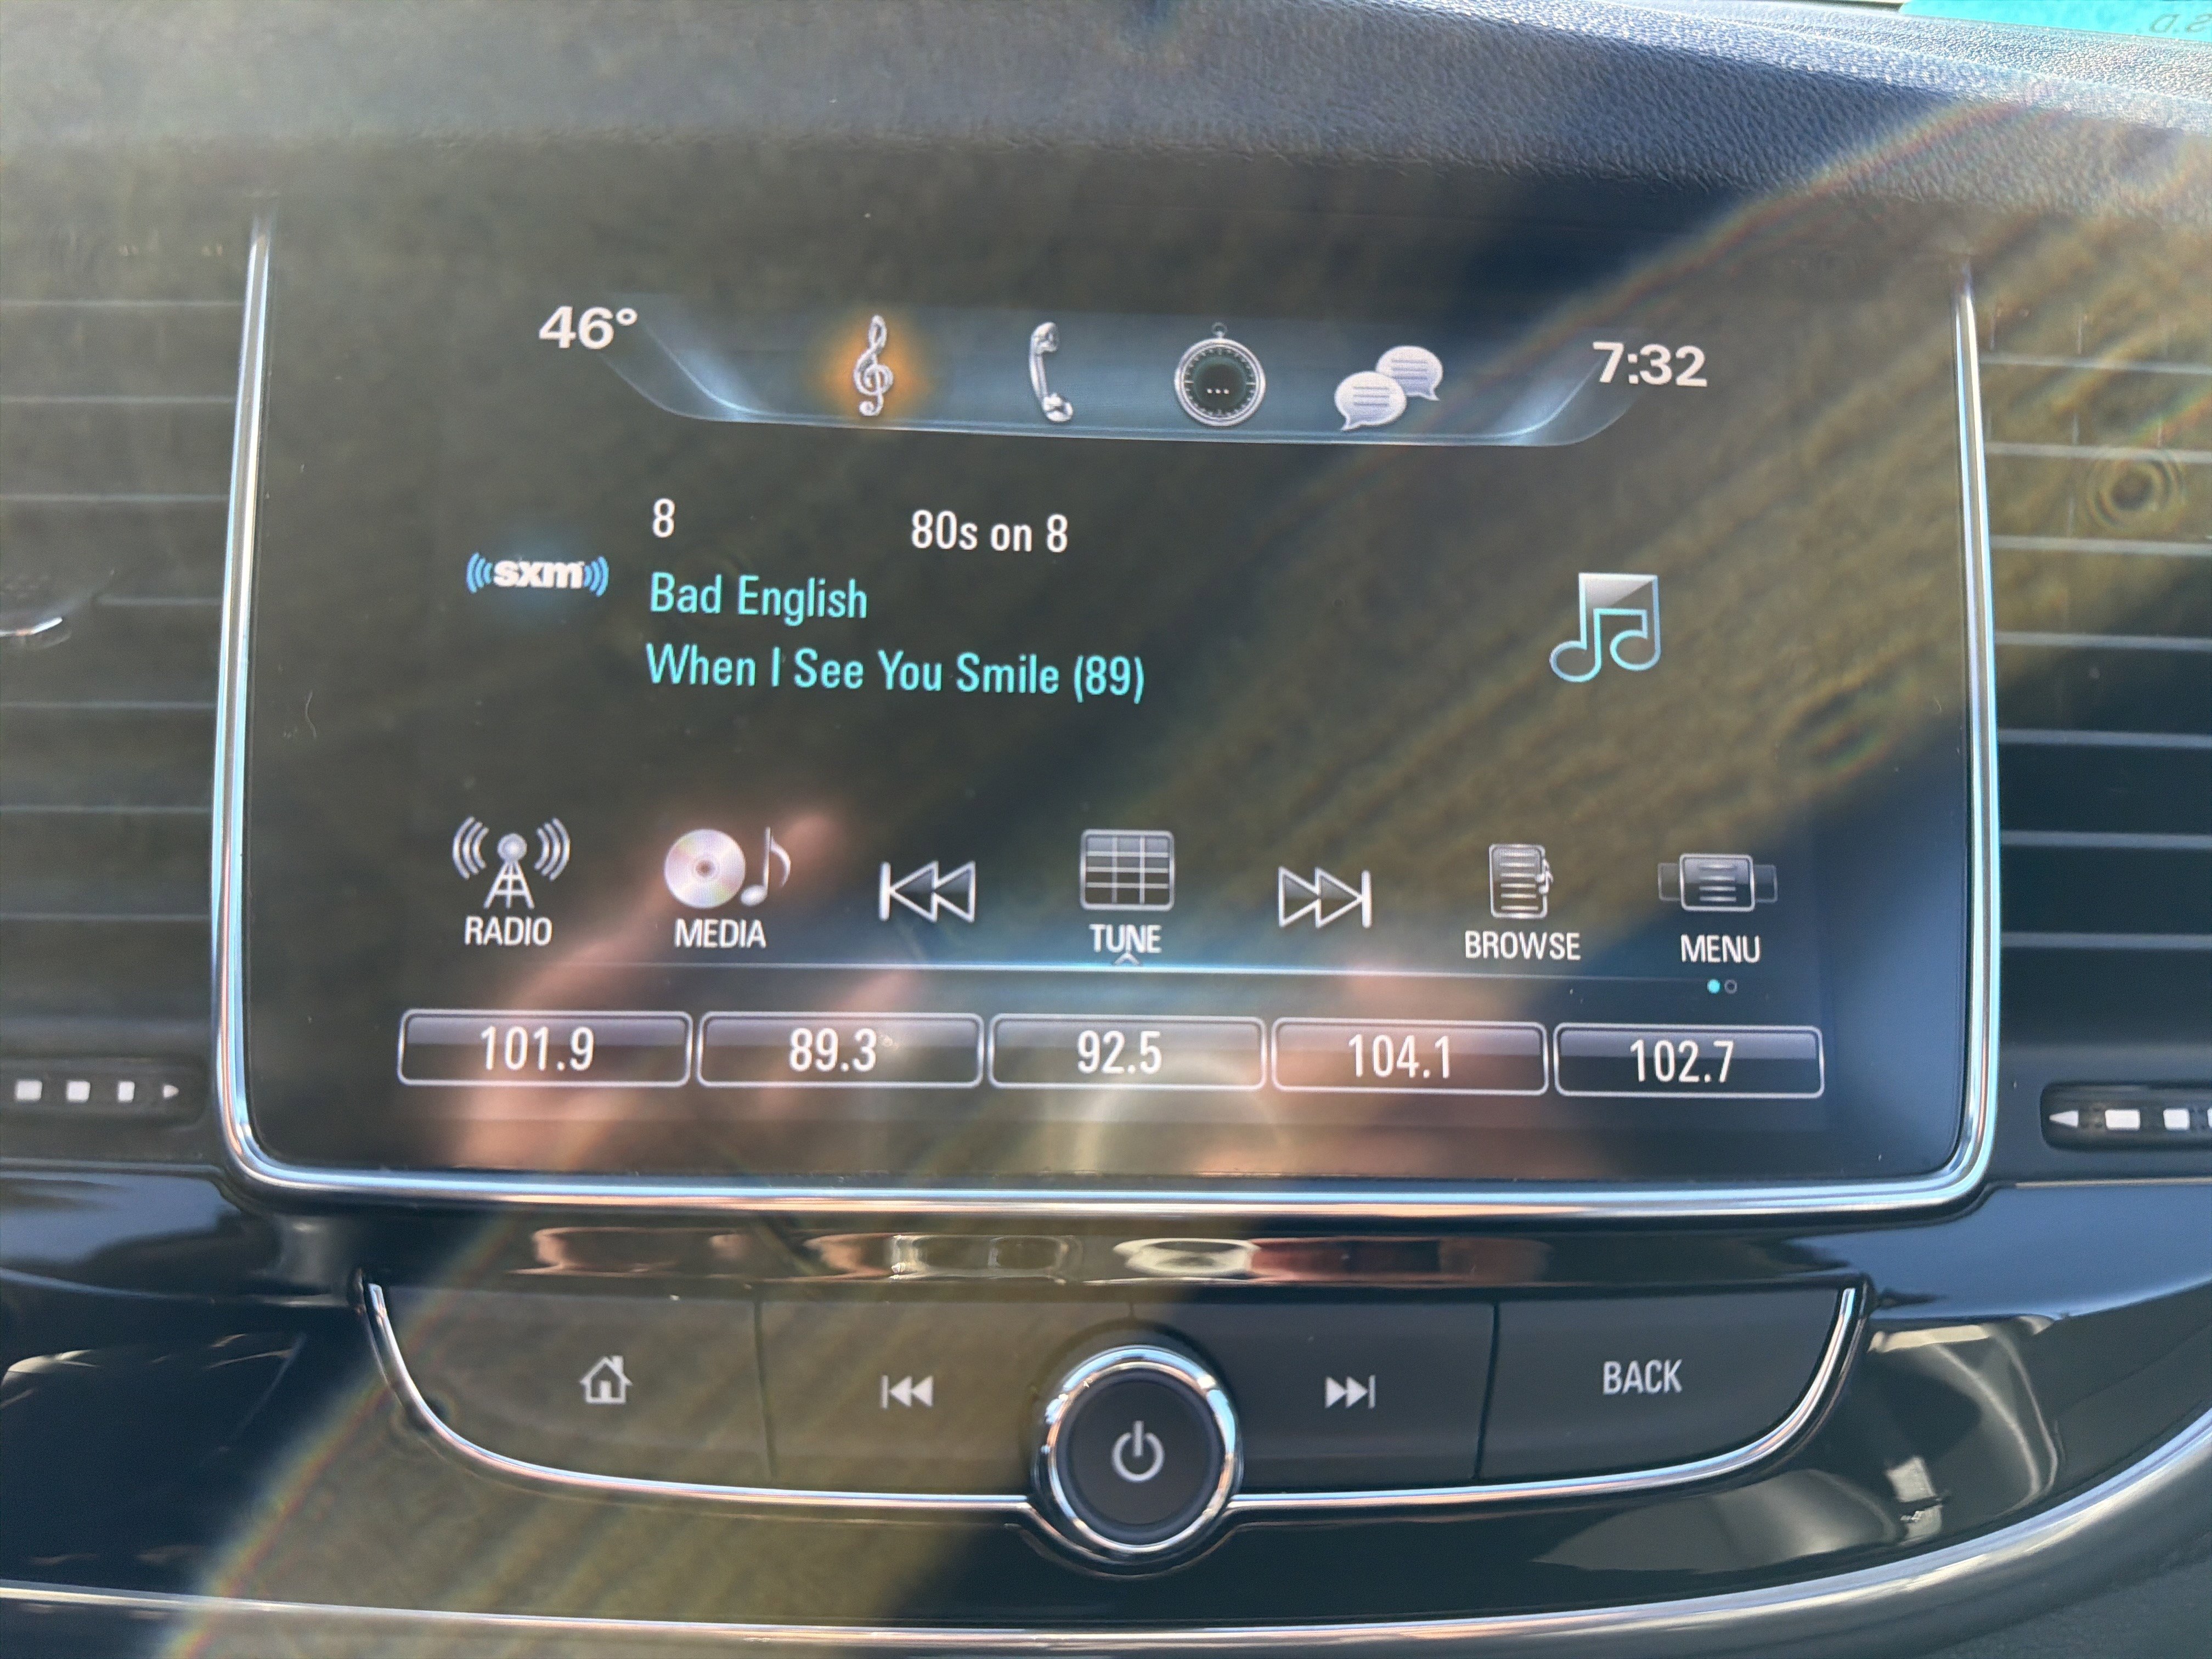 46° 7:32
8 80s on 8
sxm
Bad English
When I See You Smile (89)
RADIO MEDIA TUNE BROWSE MENU
101.9 89.3 92.5 104.1 102.7
BACK